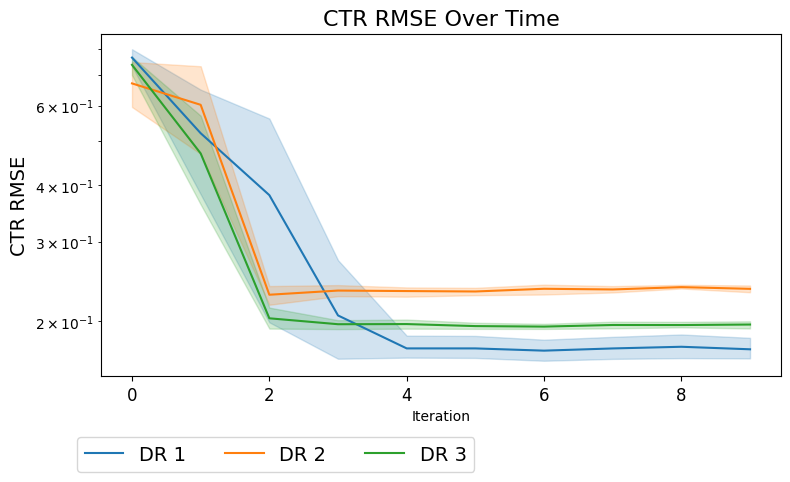 CTR RMSE Over Time
CTR RMSE
6 × 10⁻¹
4 × 10⁻¹
3 × 10⁻¹
2 × 10⁻¹
0 2 4 6 8
Iteration
DR 1 DR 2 DR 3